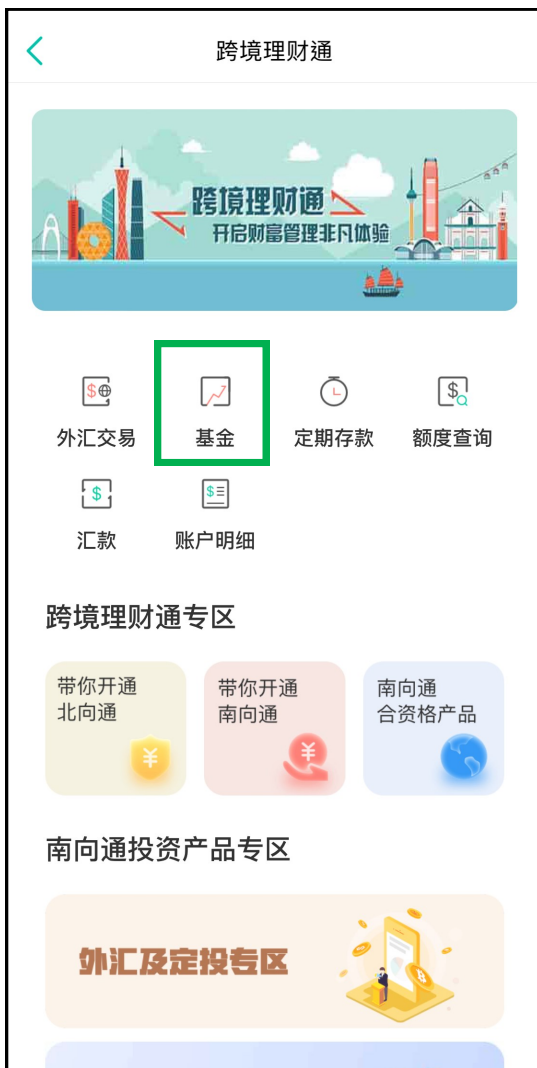 跨境理财通
跨境理财通
开启财富管理非凡体验
外汇交易
基金
定期存款
额度查询
汇款
账户明细
跨境理财通专区
带你开通
北向通
带你开通
南向通
南向通
合资格产品
南向通投资产品专区
外汇及定投专区